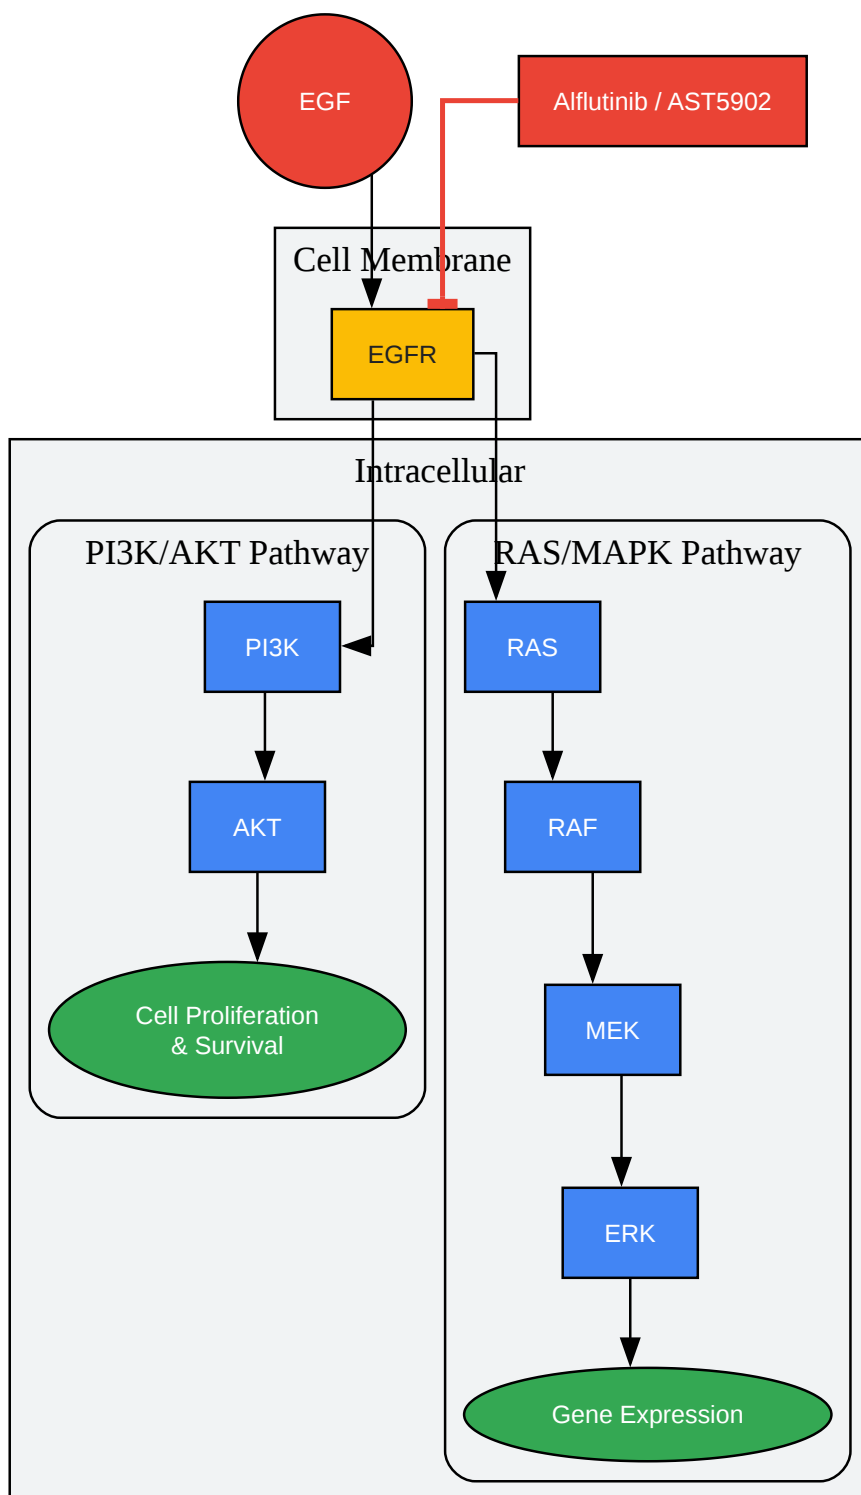 EGF
Alflutinib / AST5902
Cell Membrane
EGFR
Intracellular
PI3K/AKT Pathway
RAS/MAPK Pathway
PI3K
RAS
AKT
RAF
Cell Proliferation
& Survival
MEK
ERK
Gene Expression